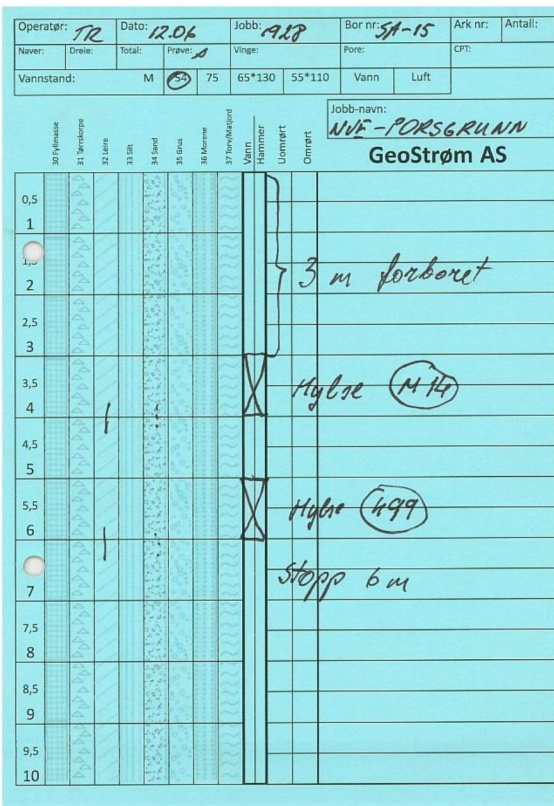 Operatør: TR Dato: 12.06 Jobb: 1928 Bor nr: SA-15 Ark nr: Antall:
Naver: Dreie: Total: Prøve: Vinge: Pore: CPT:
Vannstand: M 54 75 65*130 55*110 Vann Luft
Jobb-navn:
NVE-PORSGRUNN
GeoStrøm AS
30 Fyllmasse 31 Tørrskorpe 32 Leire 33 Silt 34 Sand 35 Grus 36 Morene 37 Torv/Matjord Vann Hammer Uomrørt Omrørt
0,5
1
1,5
2
3 m forboret
2,5
3
3,5
Hylse M 14
4
4,5
5
5,5
Hylse 499
6
Stopp 6 m
7
7,5
8
8,5
9
9,5
10